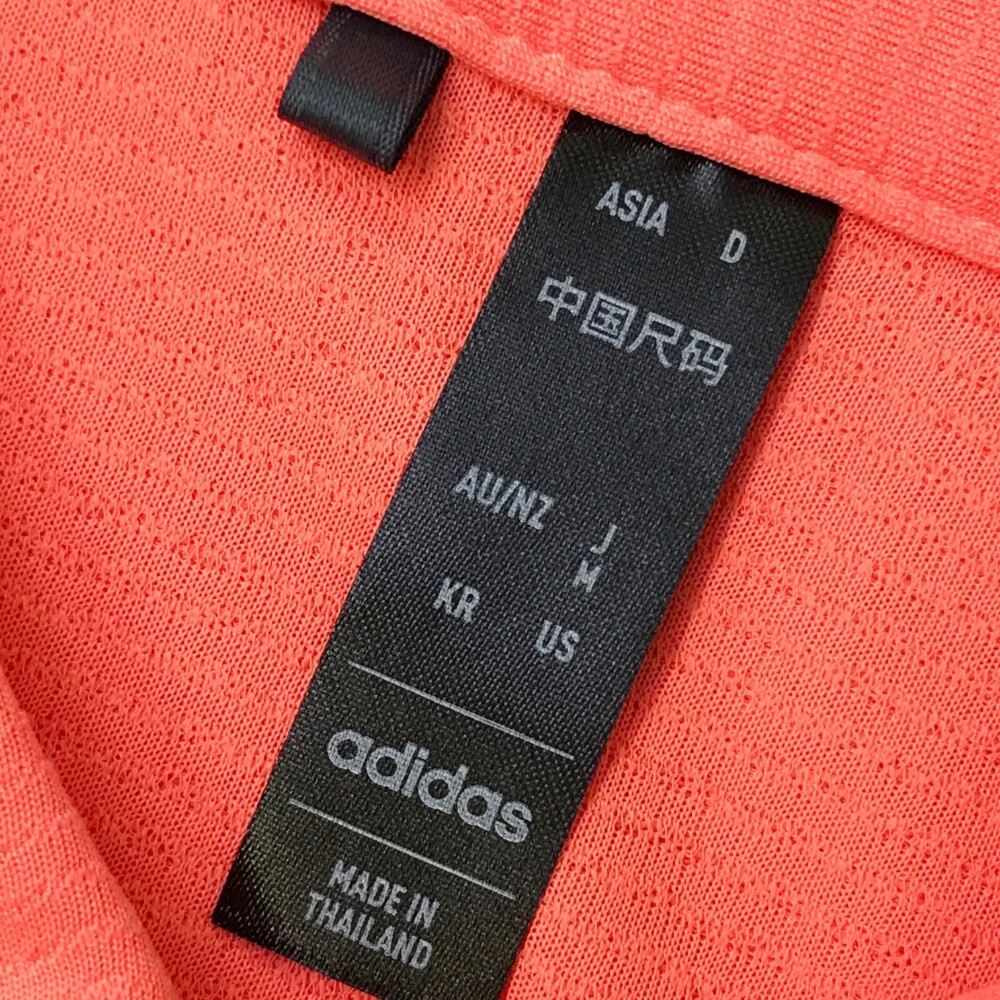 ASIA D
中国尺码
AU/NZ J
M
KR US
adidas
MADE IN
THAILAND